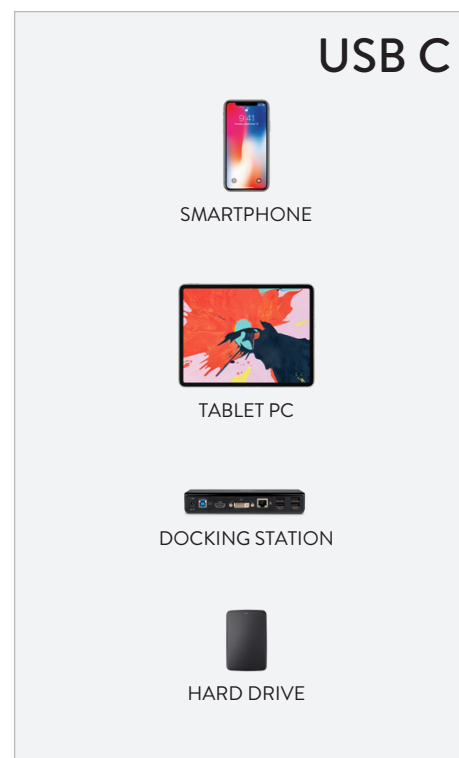 USB C
9:41
SMARTPHONE
TABLET PC
DOCKING STATION
HARD DRIVE